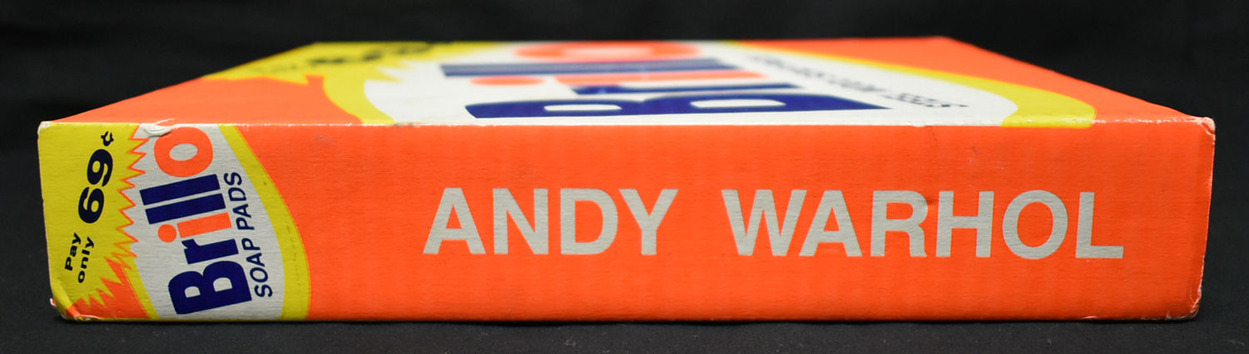 Brillo
Pay only 69¢
Brillo
SOAP PADS
ANDY WARHOL